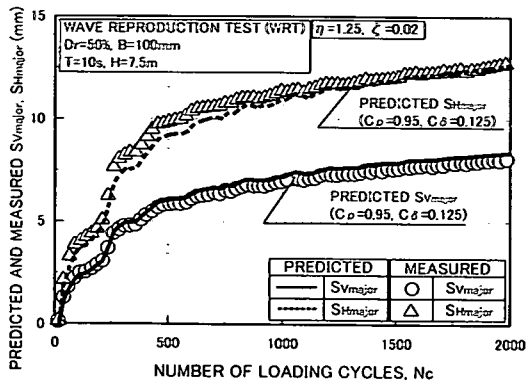 WAVE REPRODUCTION TEST (WRT)
Dr=50%, B=100mm
T=10s, H=7.5m
η=1.25, ζ=0.02
PREDICTED AND MEASURED SVmajor, SHmajor (mm)
15
10
5
0
PREDICTED SHmajor
(Cρ=0.95, Cδ=0.125)
PREDICTED SVmajor
(Cρ=0.95, Cδ=0.125)
PREDICTED MEASURED
SVmajor SVmajor
SHmajor SHmajor
0 500 1000 1500 2000
NUMBER OF LOADING CYCLES, Nc